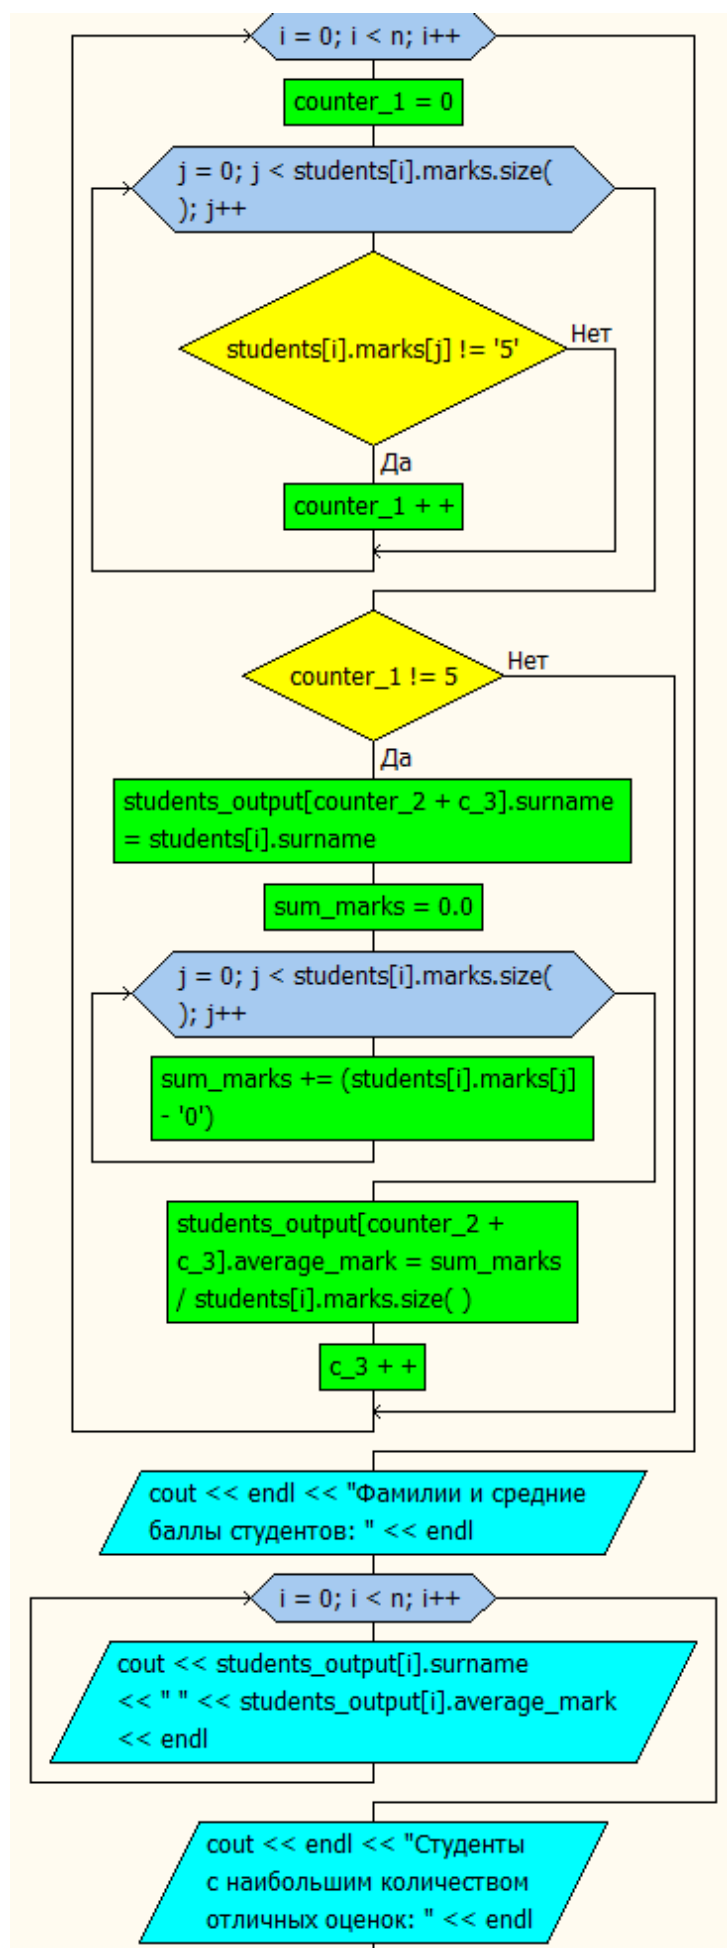 i = 0; i < n; i++
counter_1 = 0
j = 0; j < students[i].marks.size(
); j++
students[i].marks[j] != '5'
Нет
Да
counter_1 + +
counter_1 != 5
Нет
Да
students_output[counter_2 + c_3].surname
= students[i].surname
sum_marks = 0.0
j = 0; j < students[i].marks.size(
); j++
sum_marks += (students[i].marks[j]
- '0')
students_output[counter_2 +
c_3].average_mark = sum_marks
/ students[i].marks.size( )
c_3 + +
cout << endl << "Фамилии и средние
баллы студентов: " << endl
i = 0; i < n; i++
cout << students_output[i].surname
<< " " << students_output[i].average_mark
<< endl
cout << endl << "Студенты
с наибольшим количеством
отличных оценок: " << endl